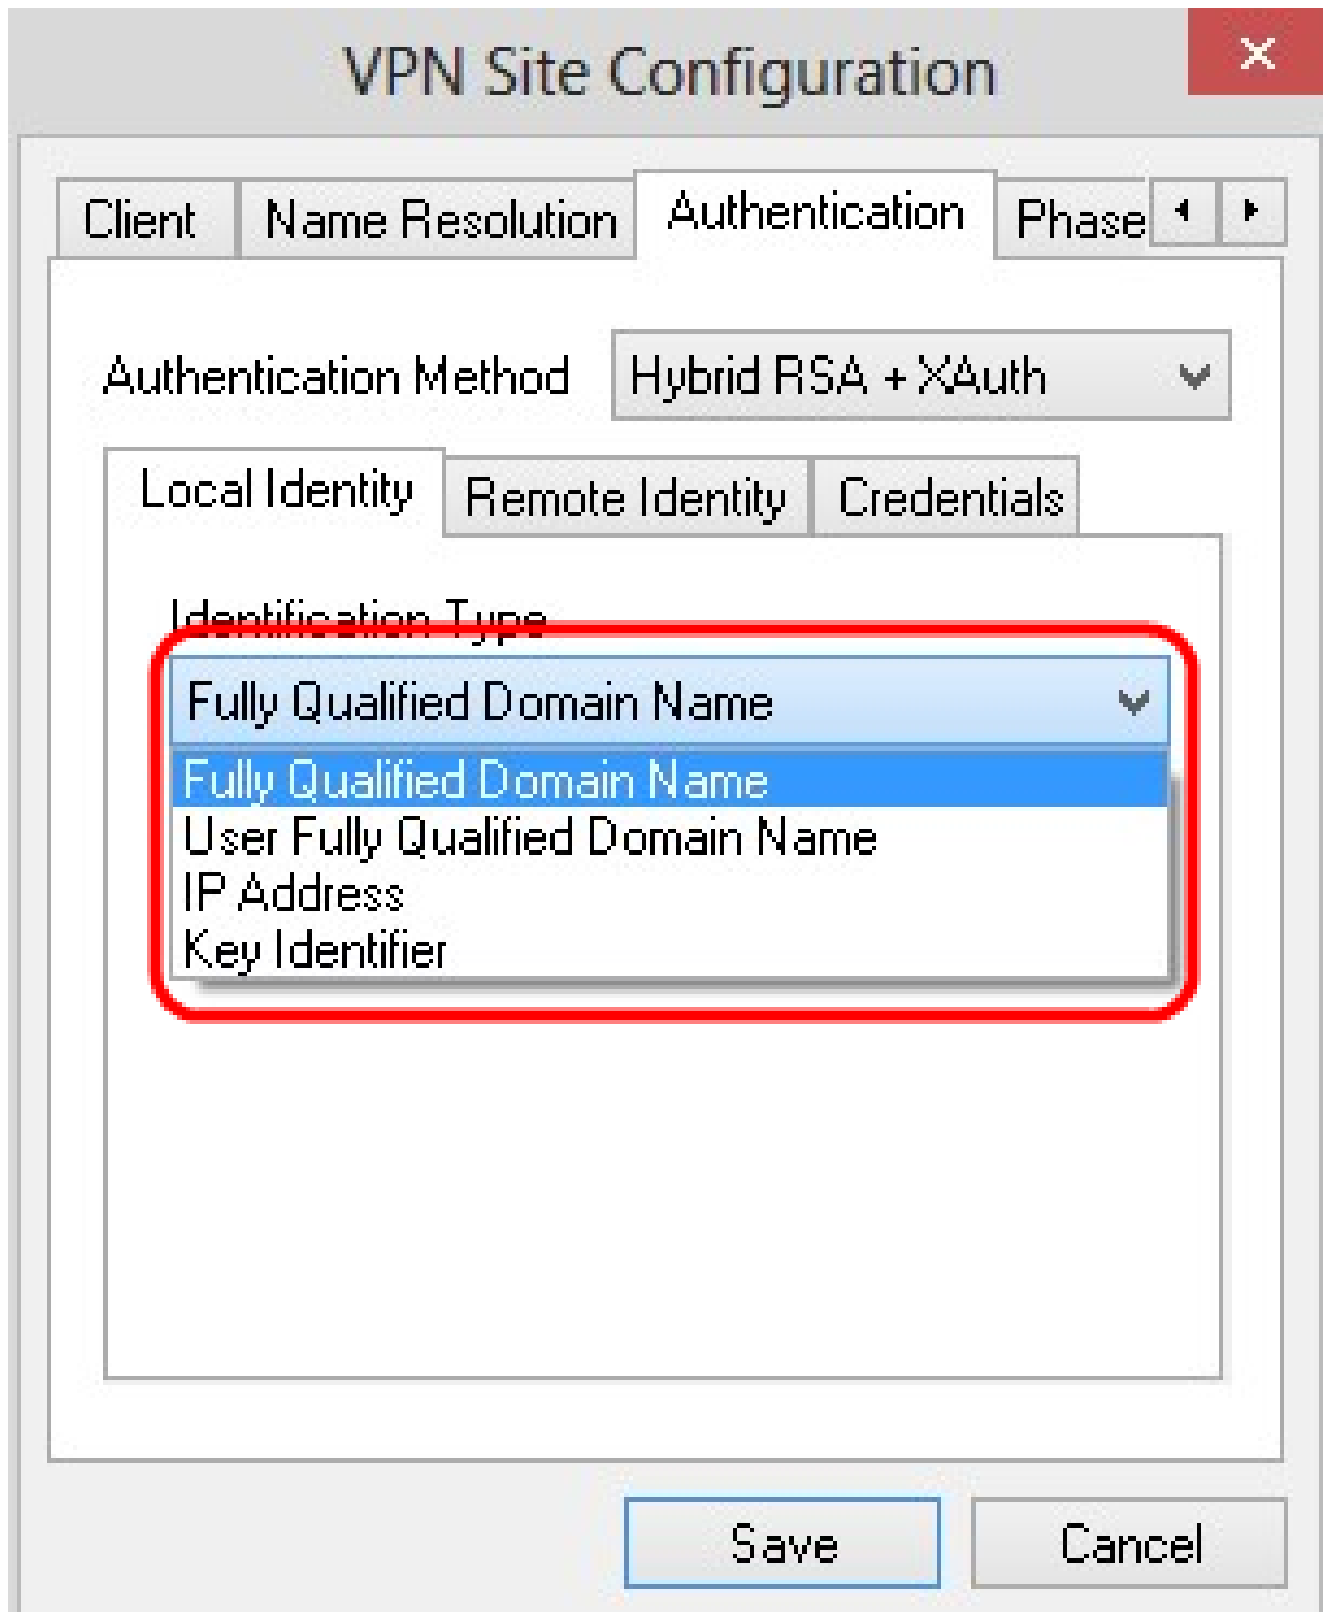 VPN Site Configuration
Client Name Resolution Authentication Phase
Authentication Method Hybrid RSA + XAuth
Local Identity Remote Identity Credentials
Identification Type
Fully Qualified Domain Name
Fully Qualified Domain Name
User Fully Qualified Domain Name
IP Address
Key Identifier
Save Cancel